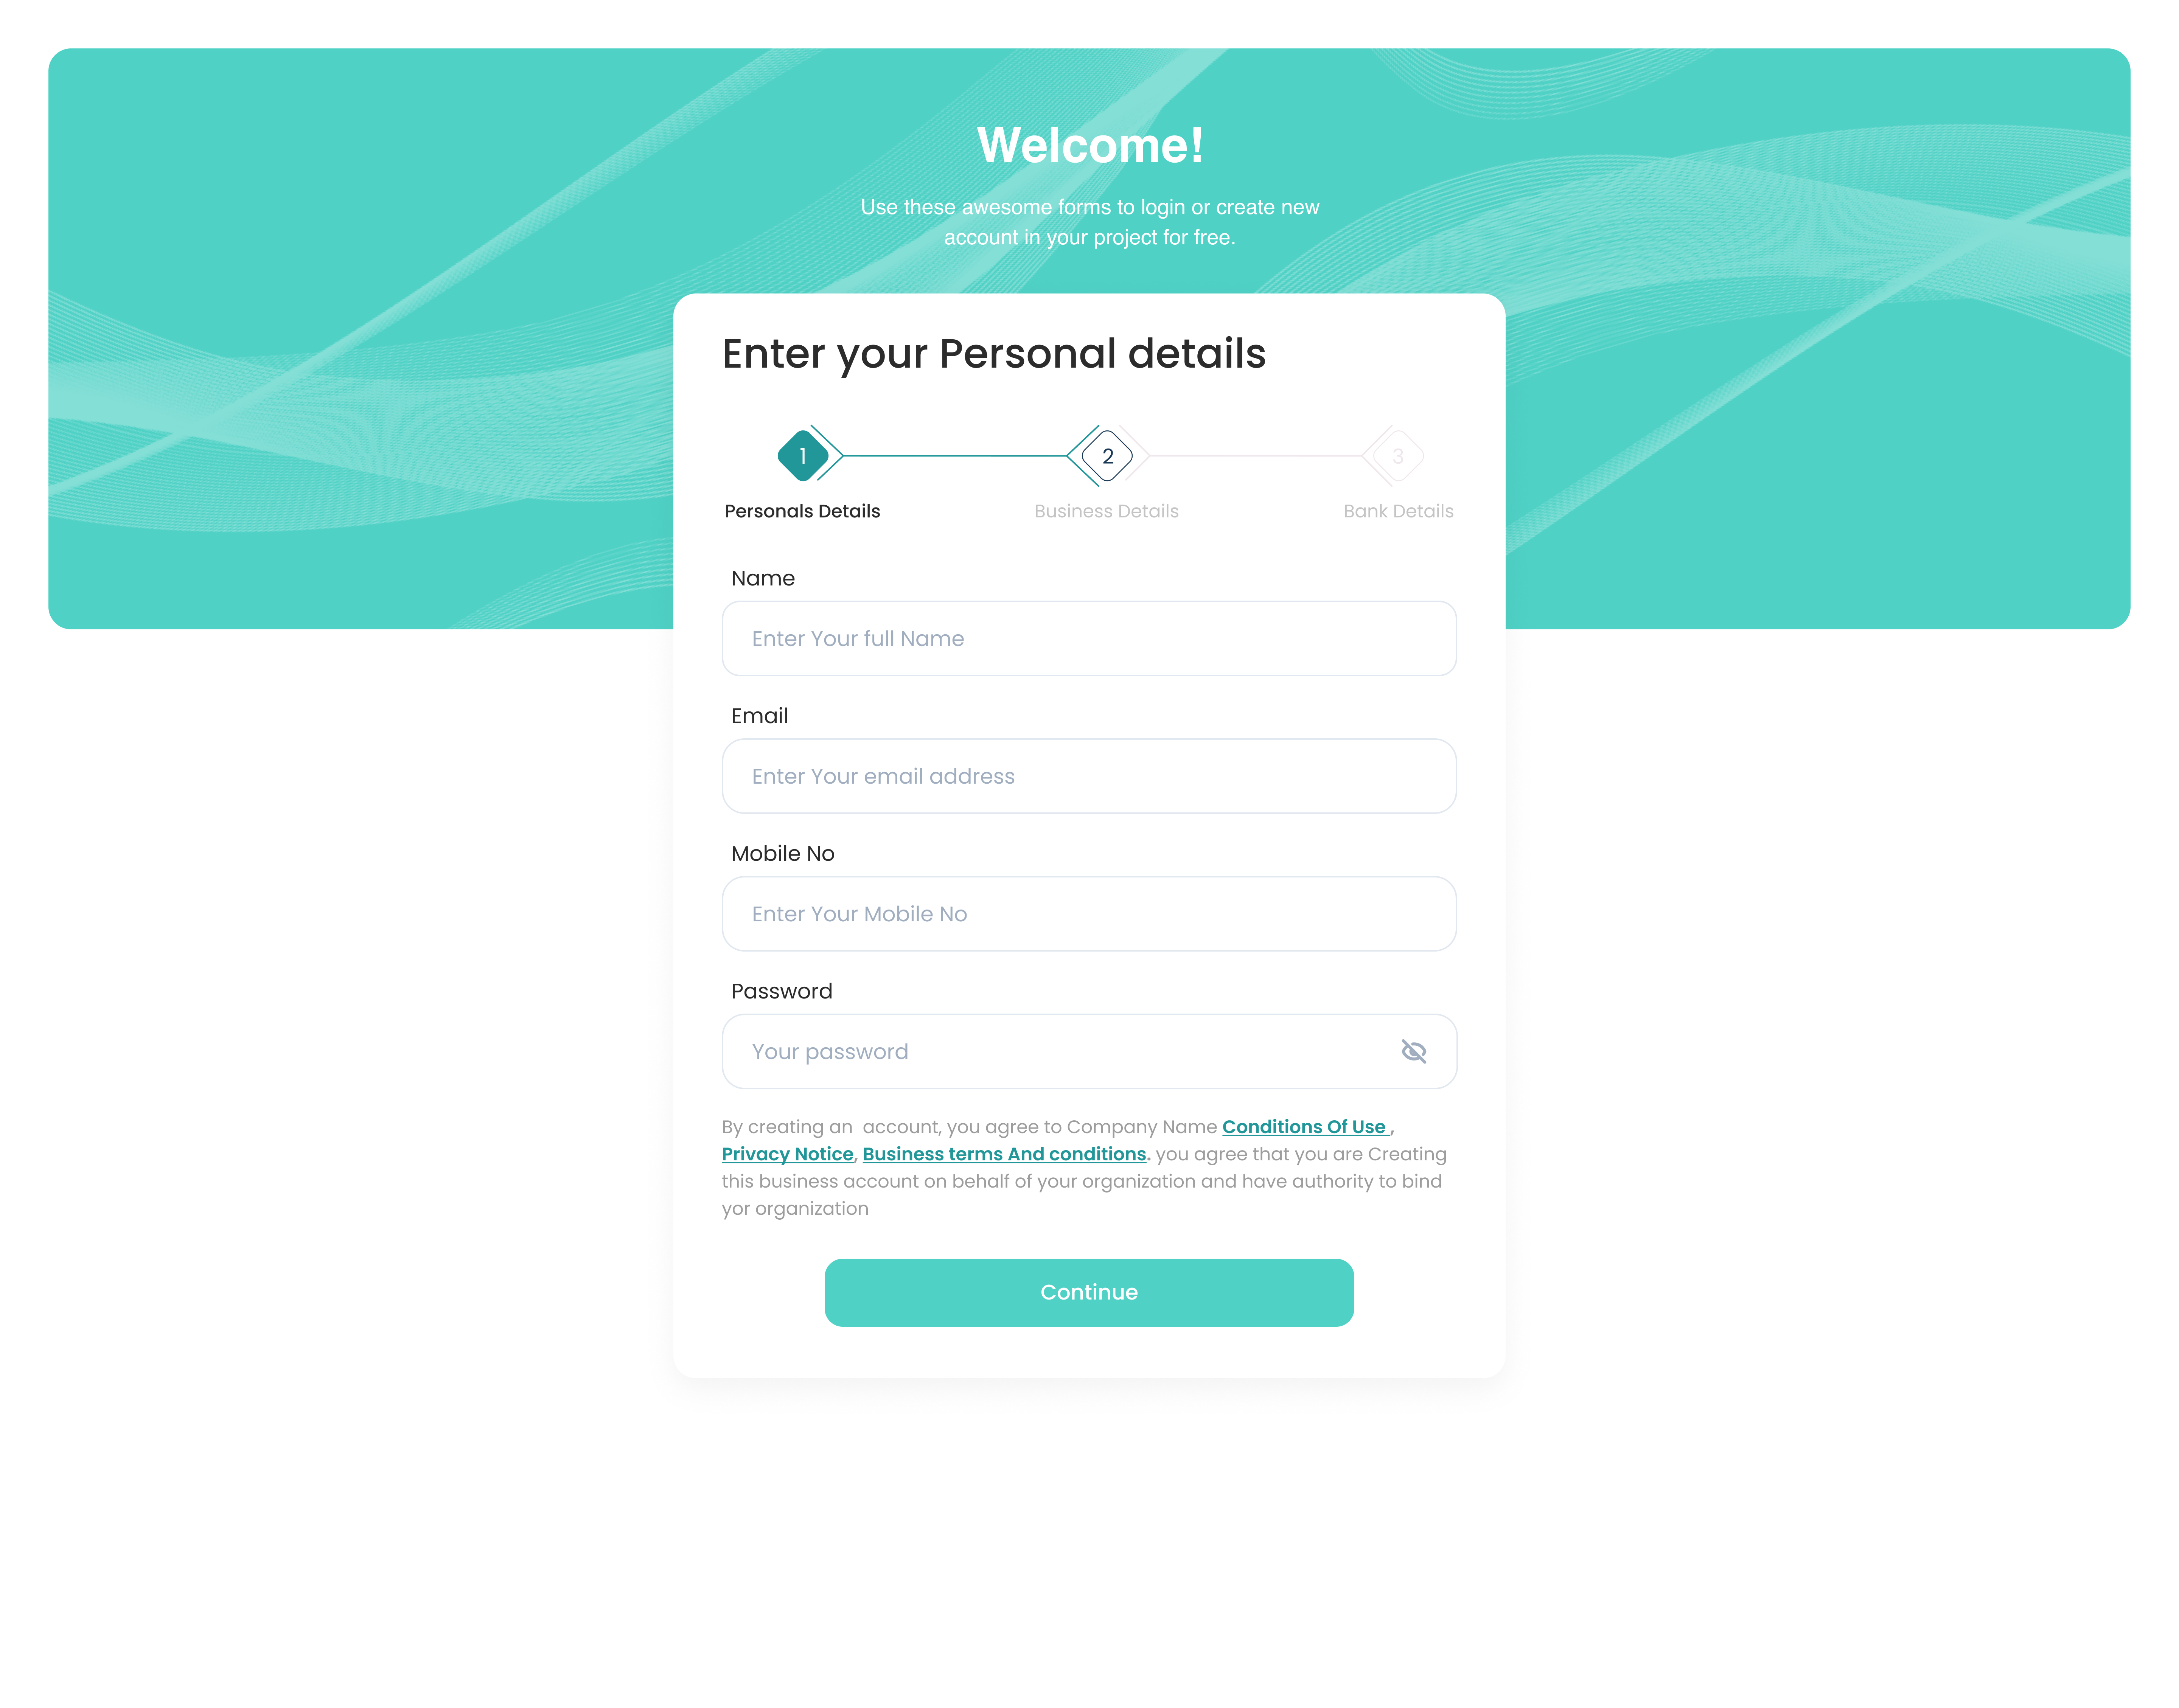 Welcome!
Use these awesome forms to login or create new
account in your project for free.
Enter your Personal details
1
2
3
Personals Details
Business Details
Bank Details
Name
Enter Your full Name
Email
Enter Your email address
Mobile No
Enter Your Mobile No
Password
Your password
By creating an  account, you agree to Company Name Conditions Of Use ,
Privacy Notice, Business terms And conditions. you agree that you are Creating
this business account on behalf of your organization and have authority to bind
yor organization
Continue